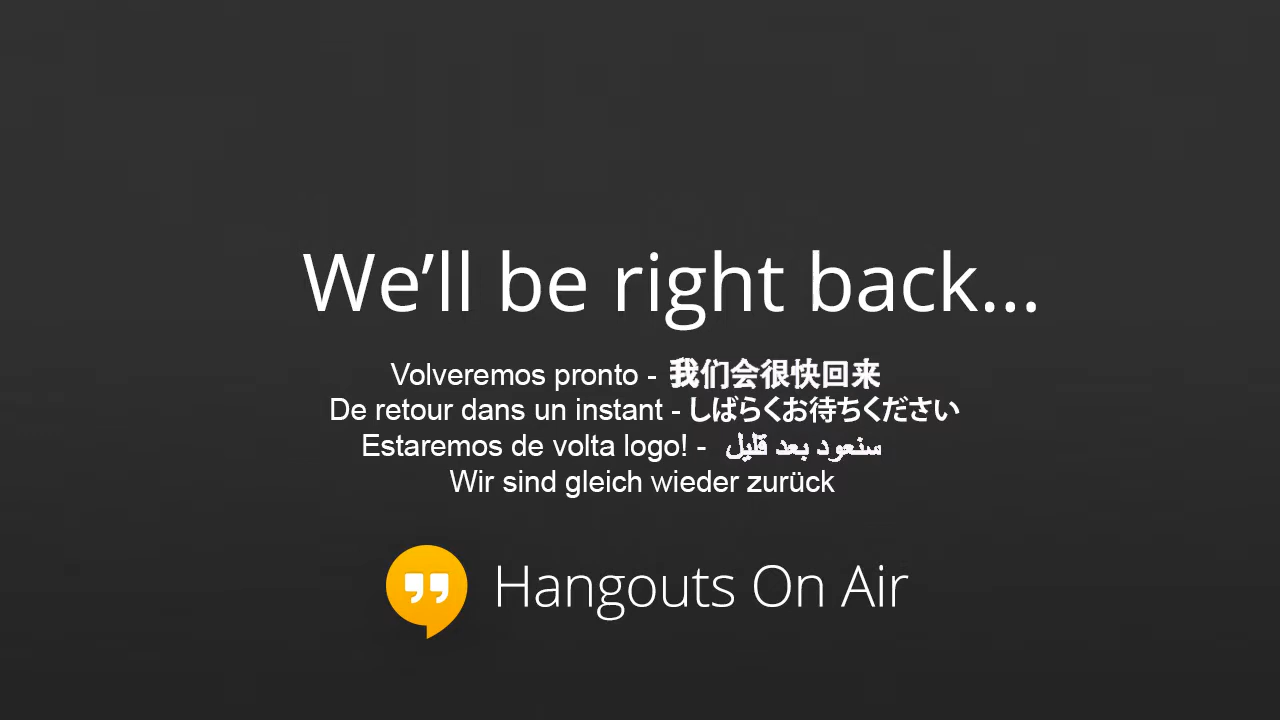 We’ll be right back...
Volveremos pronto - 我们会很快回来
De retour dans un instant - しばらくお待ちください
Estaremos de volta logo! - سنعود بعد قليل
Wir sind gleich wieder zurück
Hangouts On Air